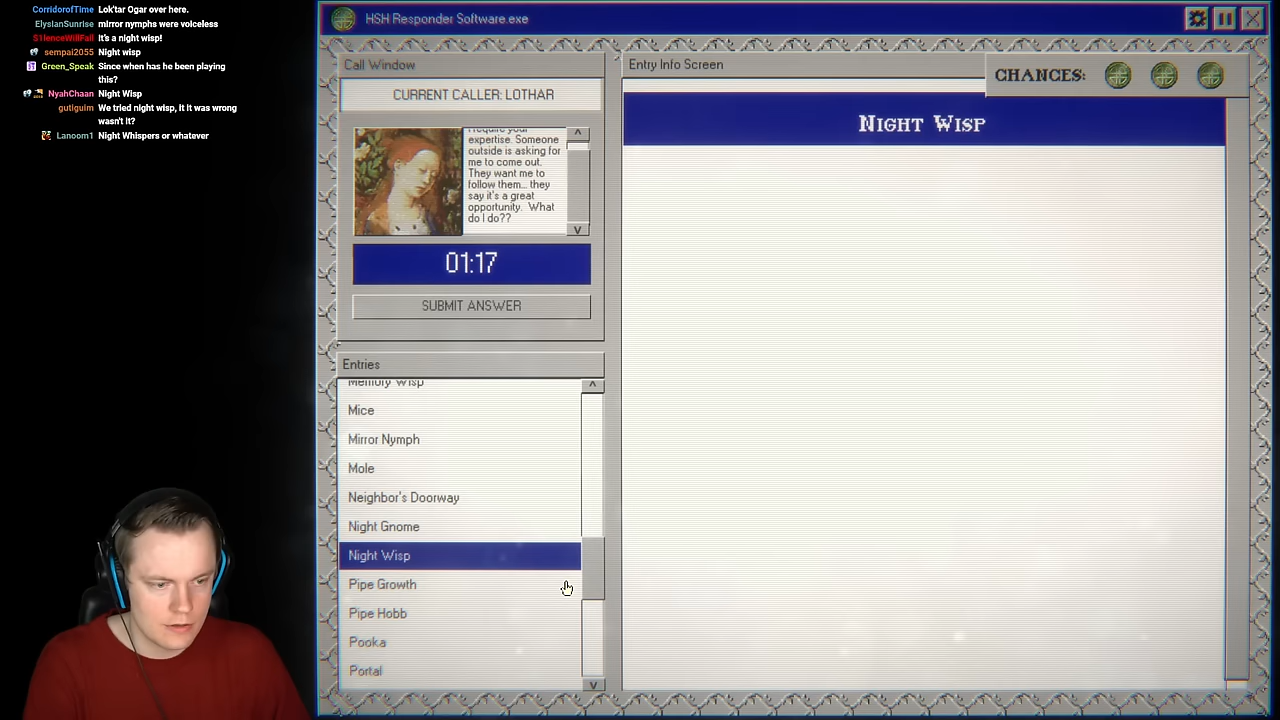 CorridorofTime Lok'tar Ogar over here.
ElysianSunrise mirror nymphs were voiceless
S1lenceWillFall It's a night wisp!
sempai2055 Night wisp
Green_Speak Since when has he been playing
this?
NyahChaan Night Wisp
gutiguim We tried night wisp, it it was wrong
wasn't it?
Lanoom1 Night Whispers or whatever
HSH Responder Software.exe
Call Window
CURRENT CALLER: LOTHAR
I require your
expertise. Someone
outside is asking for
me to come out.
They want me to
follow them... they
say it's a great
opportunity. What
do I do??
01:17
SUBMIT ANSWER
Entries
Memory Wisp
Mice
Mirror Nymph
Mole
Neighbor's Doorway
Night Gnome
Night Wisp
Pipe Growth
Pipe Hobb
Pooka
Portal
Entry Info Screen
CHANCES:
Night Wisp